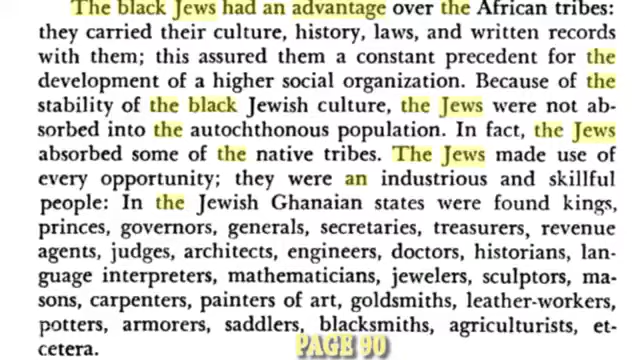 The black Jews had an advantage over the African tribes:
they carried their culture, history, laws, and written records
with them; this assured them a constant precedent for the
development of a higher social organization. Because of the
stability of the black Jewish culture, the Jews were not ab-
sorbed into the autochthonous population. In fact, the Jews
absorbed some of the native tribes. The Jews made use of
every opportunity; they were an industrious and skillful
people: In the Jewish Ghanaian states were found kings,
princes, governors, generals, secretaries, treasurers, revenue
agents, judges, architects, engineers, doctors, historians, lan-
guage interpreters, mathematicians, jewelers, sculptors, ma-
sons, carpenters, painters of art, goldsmiths, leather-workers,
potters, armorers, saddlers, blacksmiths, agriculturists, et-
cetera.
PAGE 90